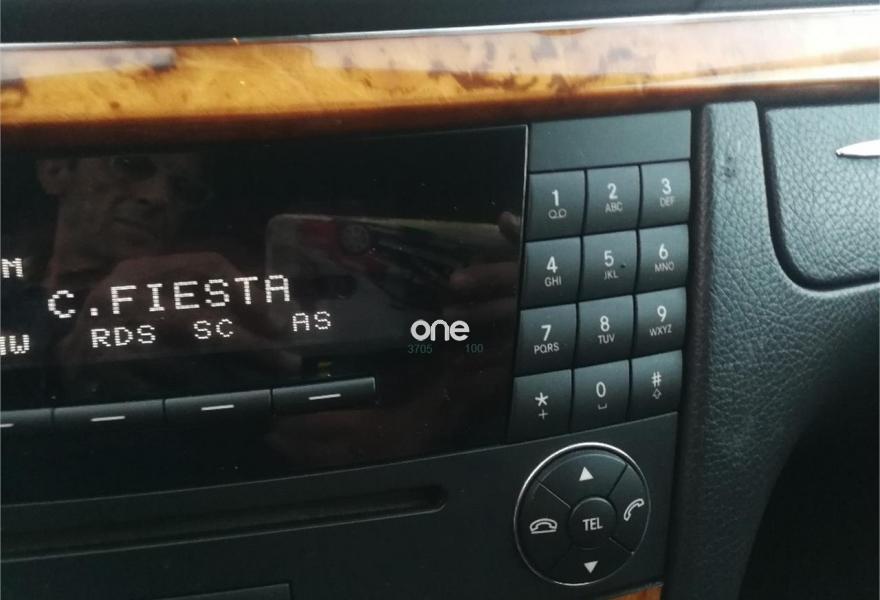 M
C.FIESTA
MW RDS SC AS
one
3705 100
1
2 ABC
3 DEF
4 GHI
5 JKL
6 MNO
7 PQRS
8 TUV
9 WXYZ
* +
0
#
TEL